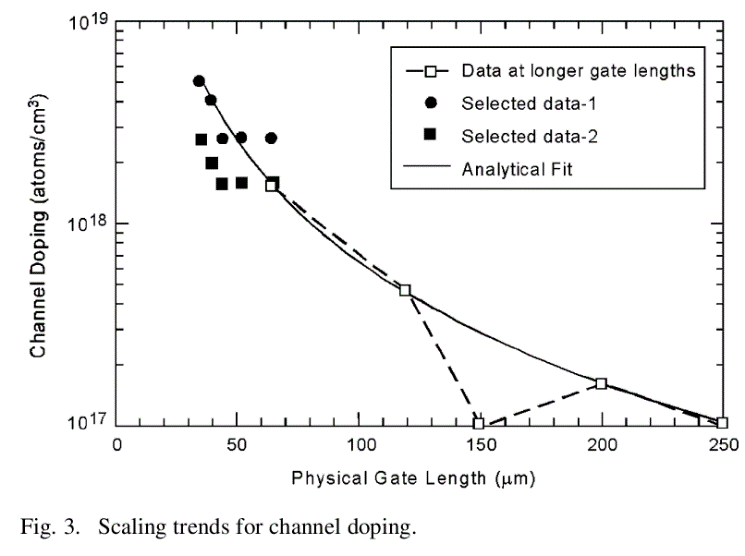 10¹⁹
10¹⁸
10¹⁷
Channel Doping (atoms/cm³)
Data at longer gate lengths
Selected data-1
Selected data-2
Analytical Fit
0 50 100 150 200 250
Physical Gate Length (μm)
Fig. 3. Scaling trends for channel doping.